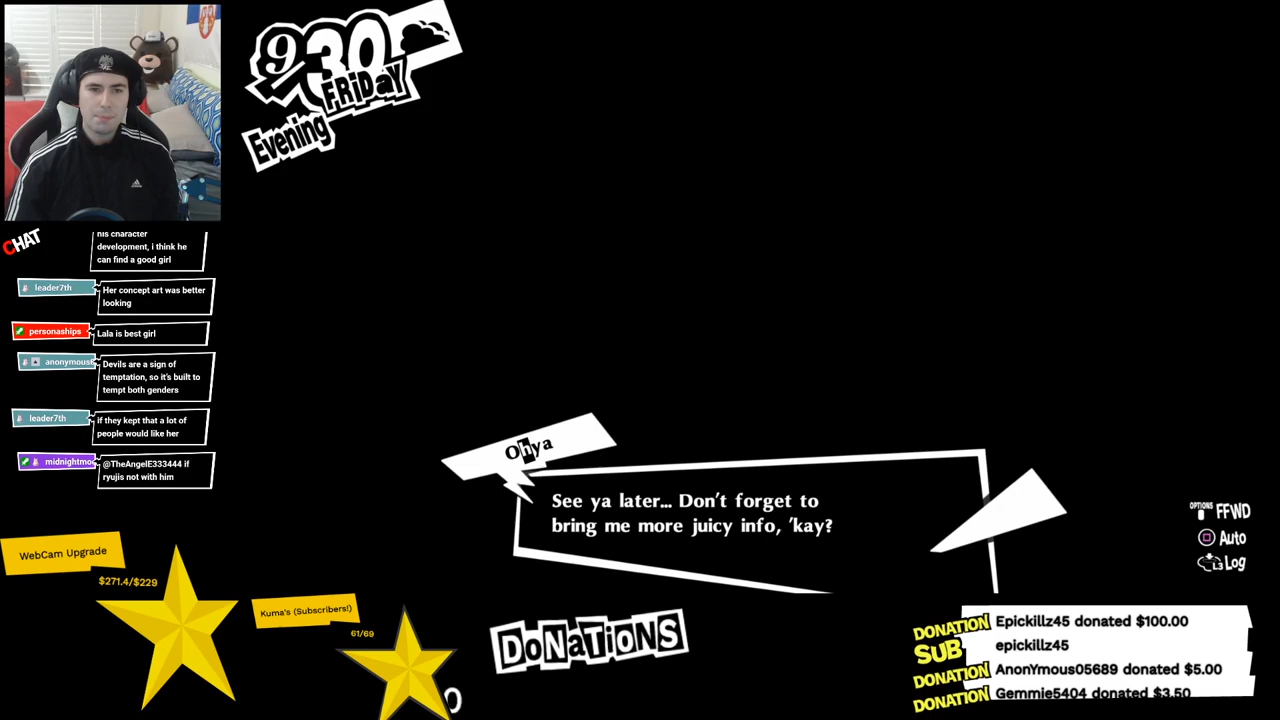 9/30
FRIDAY
Evening
CHAT
his character
development, i think he
can find a good girl
leader7th
Her concept art was better
looking
personaships
Lala is best girl
anonymous
Devils are a sign of
temptation, so it's built to
tempt both genders
leader7th
if they kept that a lot of
people would like her
midnightmo
@TheAngelE333444 if
ryujis not with him
Ohya
See ya later... Don't forget to
bring me more juicy info, 'kay?
OPTIONS FFWD
Auto
L3 Log
WebCam Upgrade
$271.4/$229
Kuma's (Subscribers!)
61/69
DoNaTiONS
DONATION Epickillz45 donated $100.00
SUB epickillz45
DONATION AnonYmous05689 donated $5.00
DONATION Gemmie5404 donated $3.50